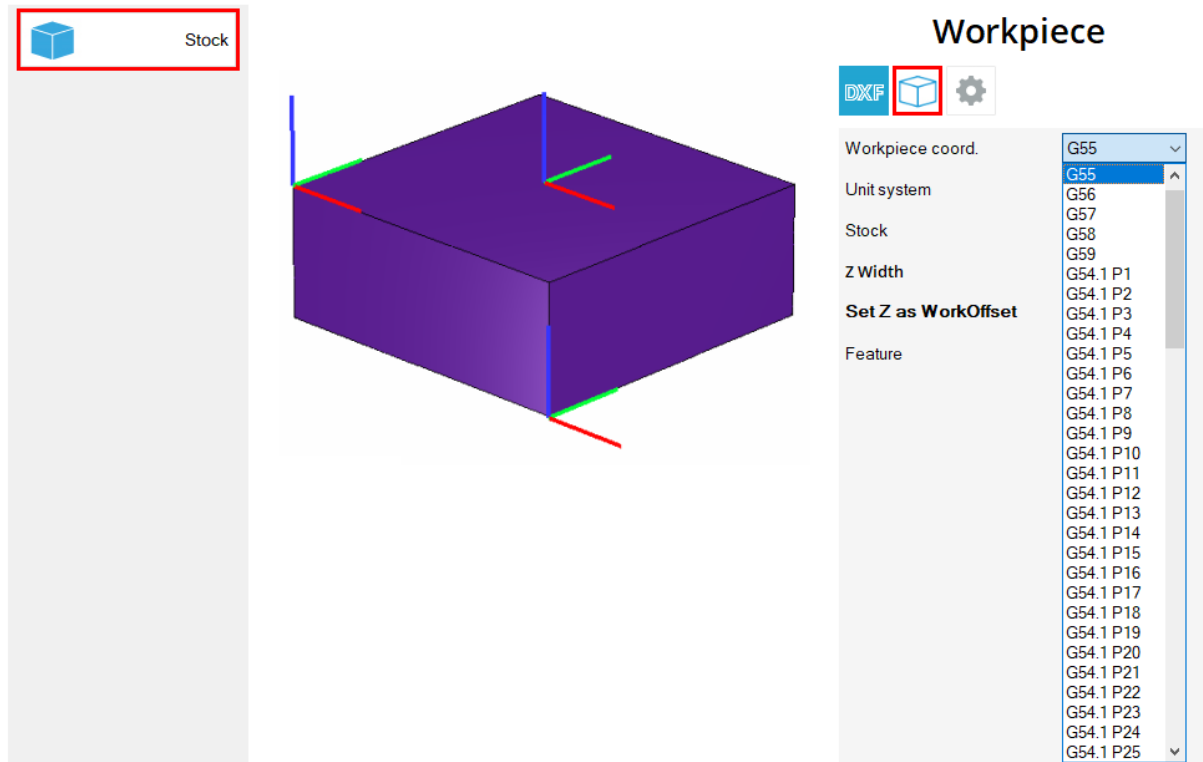 Stock
Workpiece
DXF
Workpiece coord. G55
G55
Unit system
G56
G57
Stock
G58
G59
Z Width
G54.1 P1
G54.1 P2
Set Z as WorkOffset
G54.1 P3
G54.1 P4
Feature
G54.1 P5
G54.1 P6
G54.1 P7
G54.1 P8
G54.1 P9
G54.1 P10
G54.1 P11
G54.1 P12
G54.1 P13
G54.1 P14
G54.1 P15
G54.1 P16
G54.1 P17
G54.1 P18
G54.1 P19
G54.1 P20
G54.1 P21
G54.1 P22
G54.1 P23
G54.1 P24
G54.1 P25